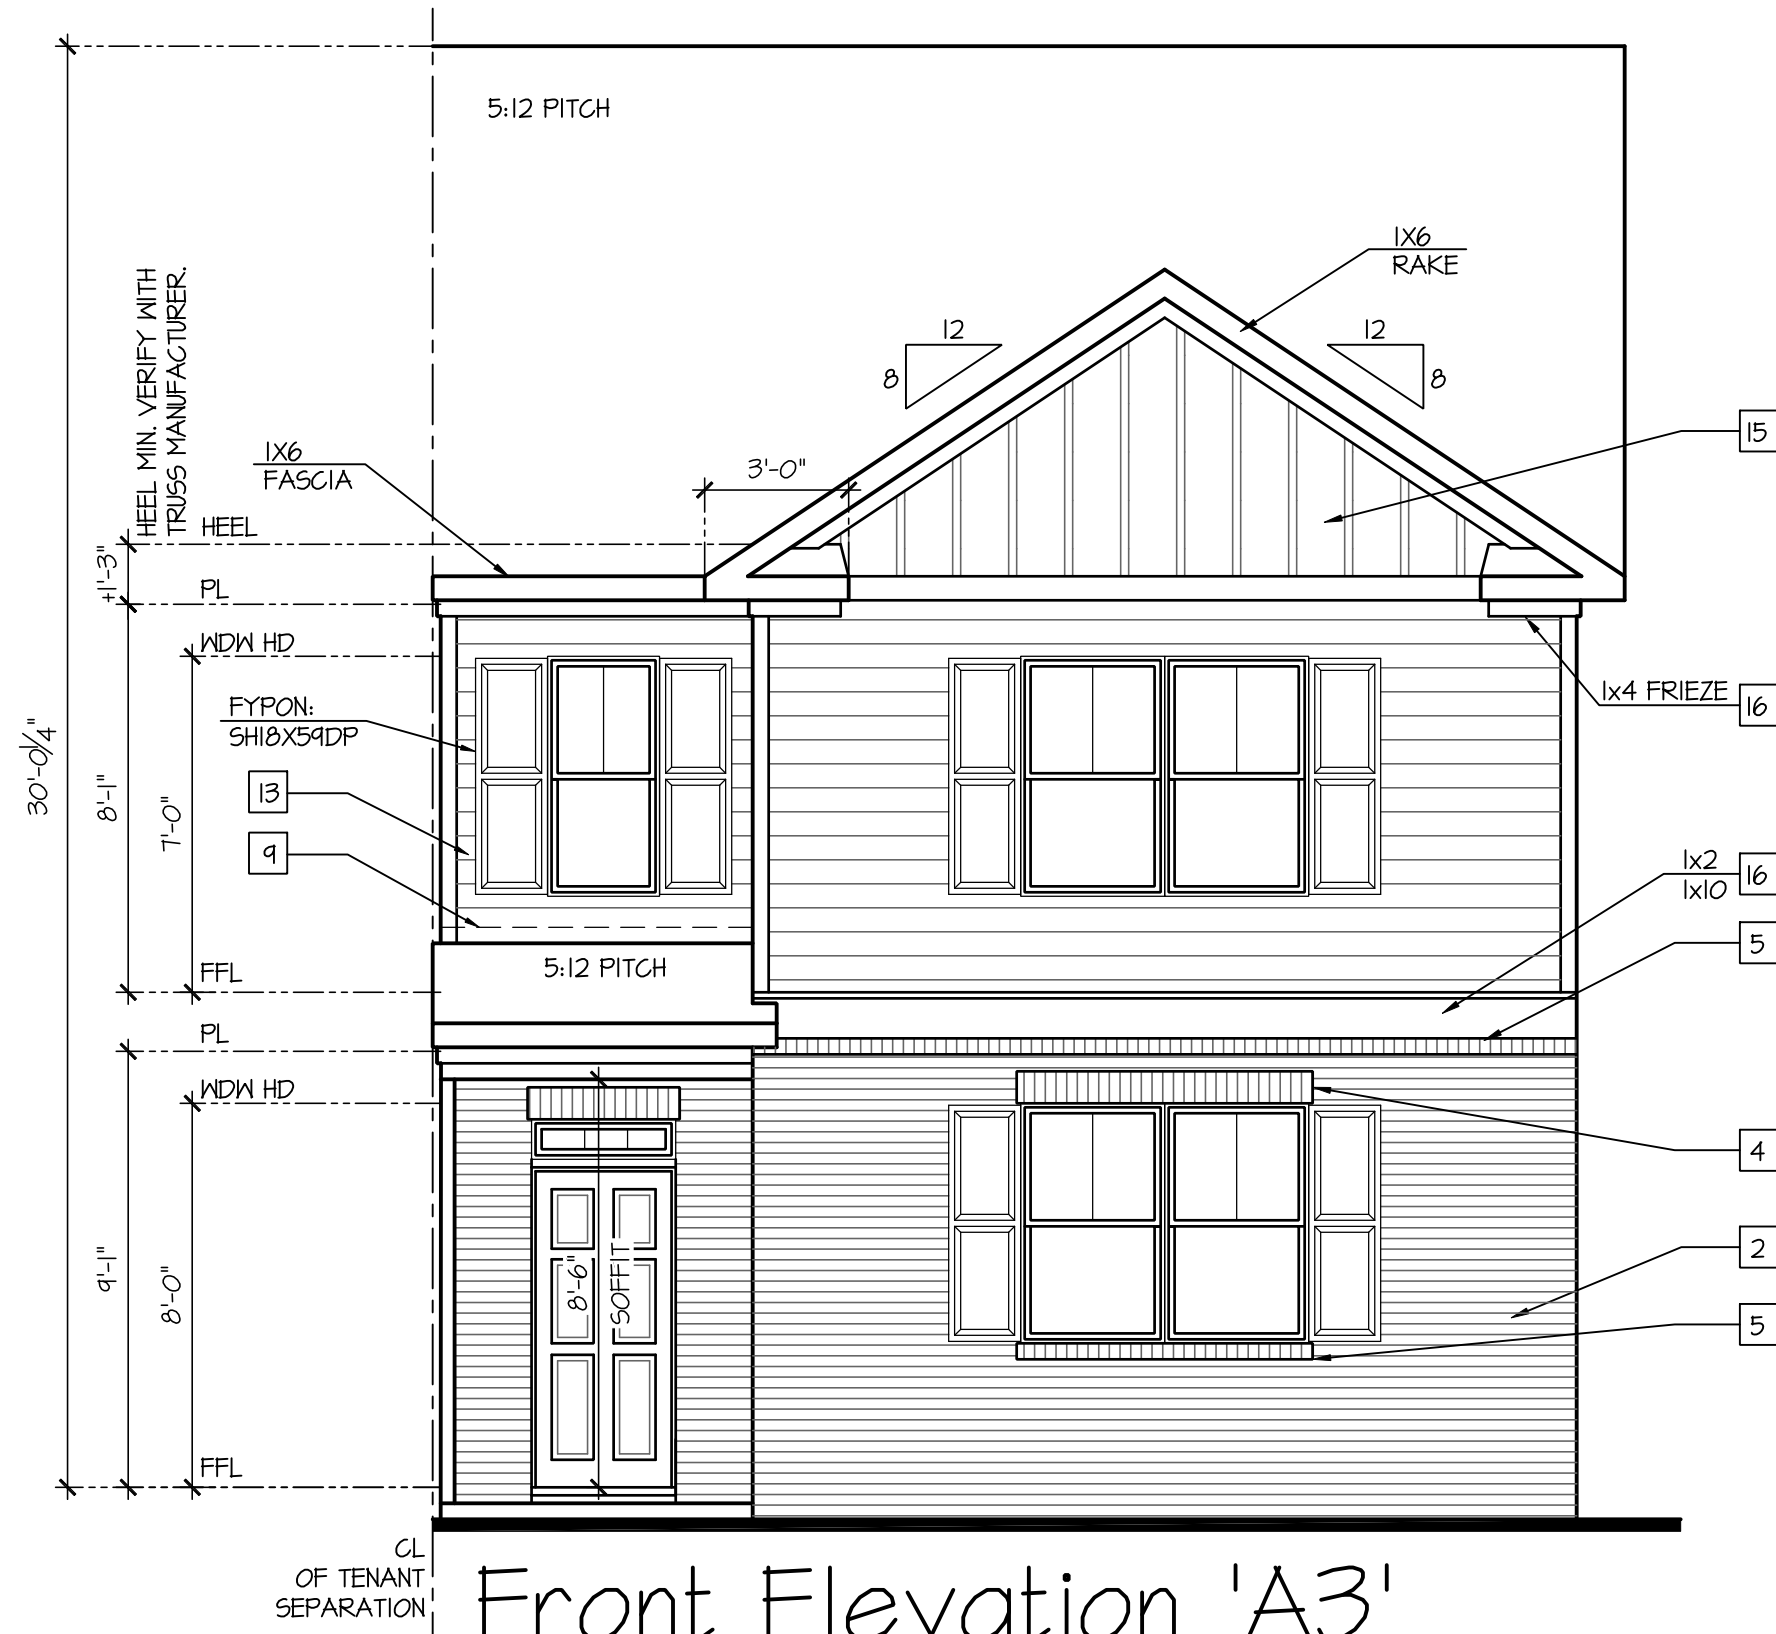 5:12 PITCH
1X6
RAKE
HEEL MIN. VERIFY WITH
TRUSS MANUFACTURER.
12
8
12
8
15
1X6
FASCIA
3'-0"
HEEL
+1'-3"
PL
WDW HD
FYPON:
SH18X59DP
1x4 FRIEZE
16
30'-0 1/4"
8'-1"
7'-0"
13
9
1x2
1x10
16
5
FFL
5:12 PITCH
PL
WDW HD
4
9'-1"
8'-0"
8'-6"
SOFFIT
2
5
FFL
CL
OF TENANT
SEPARATION
Front Elevation 'A3'